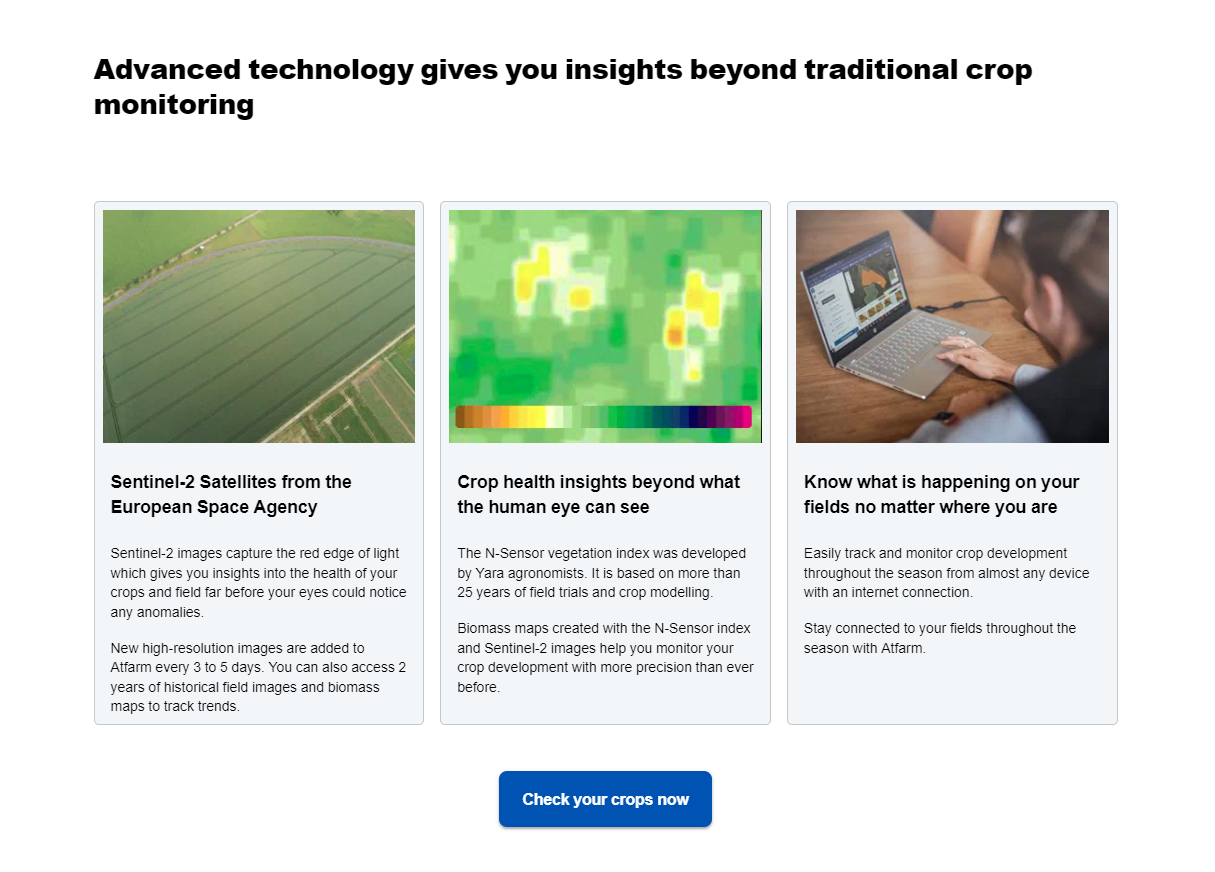 Advanced technology gives you insights beyond traditional crop
monitoring
Sentinel-2 Satellites from the
European Space Agency
Sentinel-2 images capture the red edge of light
which gives you insights into the health of your
crops and field far before your eyes could notice
any anomalies.
New high-resolution images are added to
Atfarm every 3 to 5 days. You can also access 2
years of historical field images and biomass
maps to track trends.
Crop health insights beyond what
the human eye can see
The N-Sensor vegetation index was developed
by Yara agronomists. It is based on more than
25 years of field trials and crop modelling.
Biomass maps created with the N-Sensor index
and Sentinel-2 images help you monitor your
crop development with more precision than ever
before.
Know what is happening on your
fields no matter where you are
Easily track and monitor crop development
throughout the season from almost any device
with an internet connection.
Stay connected to your fields throughout the
season with Atfarm.
Check your crops now